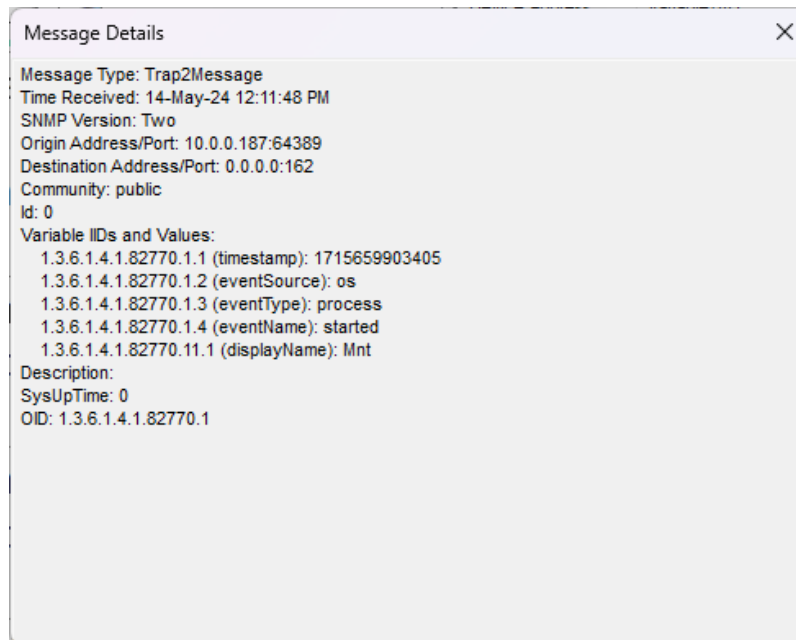 Message Details
Message Type: Trap2Message
Time Received: 14-May-24 12:11:48 PM
SNMP Version: Two
Origin Address/Port: 10.0.0.187:64389
Destination Address/Port: 0.0.0.0:162
Community: public
Id: 0
Variable IIDs and Values:
1.3.6.1.4.1.82770.1.1 (timestamp): 1715659903405
1.3.6.1.4.1.82770.1.2 (eventSource): os
1.3.6.1.4.1.82770.1.3 (eventType): process
1.3.6.1.4.1.82770.1.4 (eventName): started
1.3.6.1.4.1.82770.11.1 (displayName): Mnt
Description:
SysUpTime: 0
OID: 1.3.6.1.4.1.82770.1